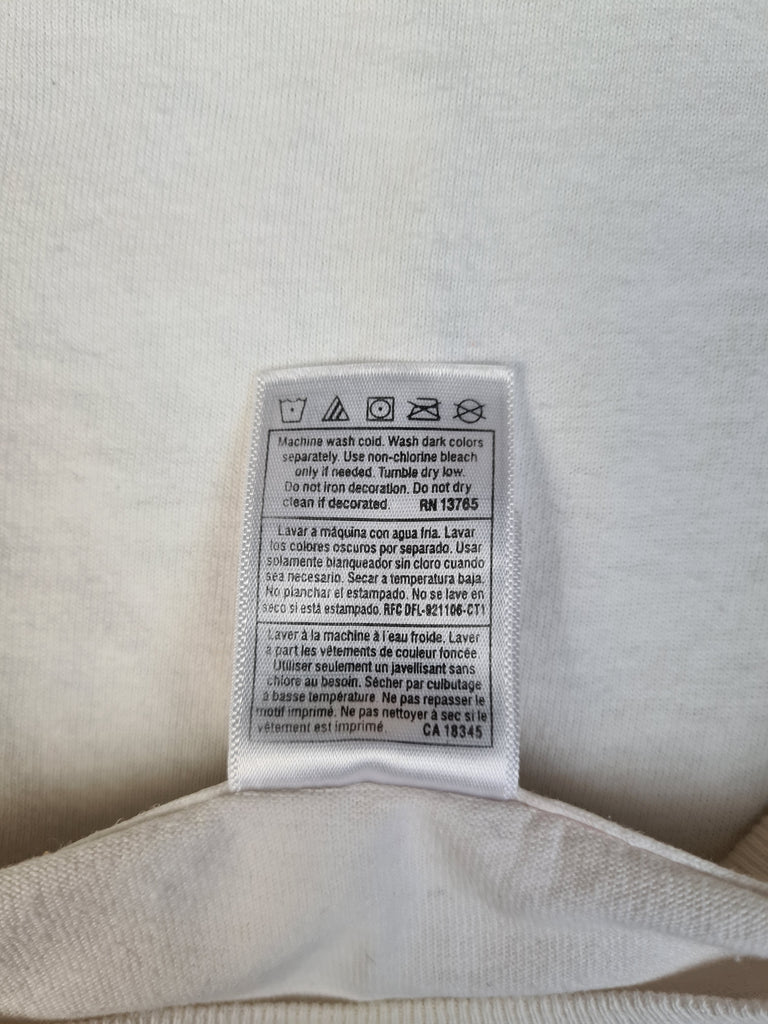 Machine wash cold. Wash dark colors
separately. Use non-chlorine bleach
only if needed. Tumble dry low.
Do not iron decoration. Do not dry
clean if decorated. RN 13765
Lavar a máquina con agua fría. Lavar
los colores oscuros por separado. Usar
solamente blanqueador sin cloro cuando
sea necesario. Secar a temperatura baja.
No planchar el estampado. No se lave en
seco si está estampado. RFC DFL-921106-CT1
Laver à la machine à l'eau froide. Laver
à part les vêtements de couleur foncée
Utiliser seulement un javellisant sans
chlore au besoin. Sécher par culbutage
à basse température. Ne pas repasser le
motif imprimé. Ne pas nettoyer à sec si le
vêtement est imprimé. CA 18345